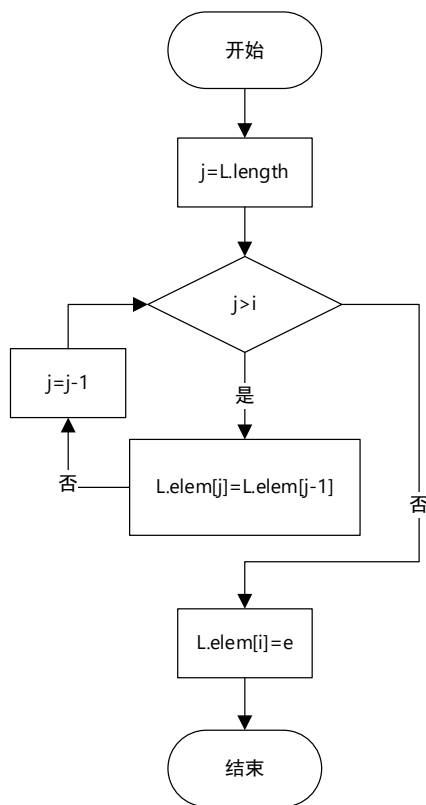 开始
j=L.length
j>i
j=j-1
是
否
L.elem[j]=L.elem[j-1]
否
L.elem[i]=e
结束